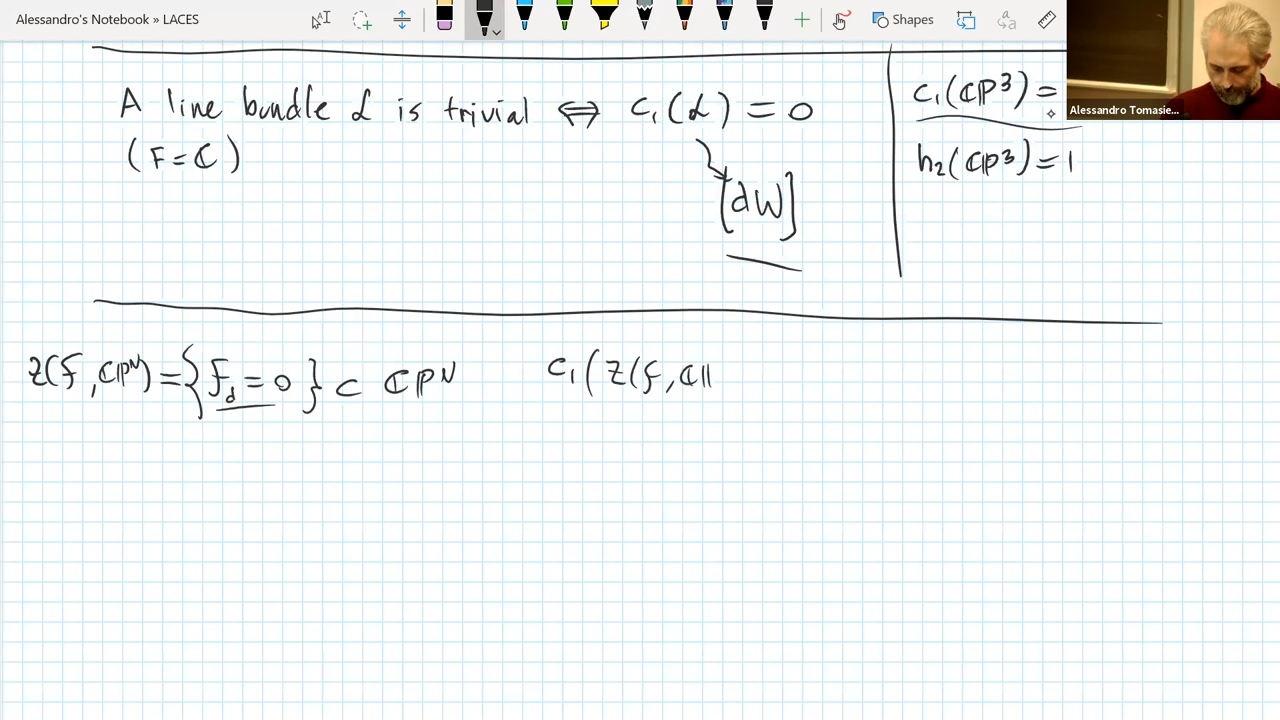 Alessandro's Notebook » LACES
Shapes
Alessandro Tomasie...
A line bundle ℒ is trivial ⟺ c₁(ℒ) = 0
(F = ℂ)
[dW]
c₁(ℂP³) =
h₂(ℂP³) = 1
Z(f, ℂPᴺ) = {f_d = 0} ⊂ ℂPᴺ
c₁(Z(f, ℂ